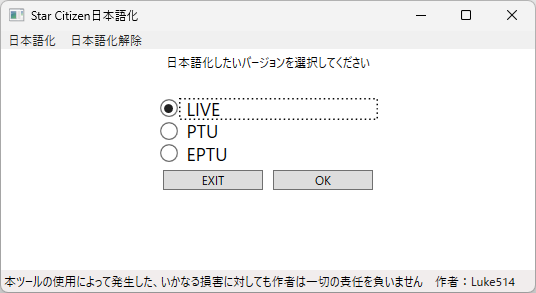 Star Citizen日本語化
日本語化 日本語化解除
日本語化したいバージョンを選択してください
LIVE
PTU
EPTU
EXIT OK
本ツールの使用によって発生した、いかなる損害に対しても作者は一切の責任を負いません 作者：Luke514